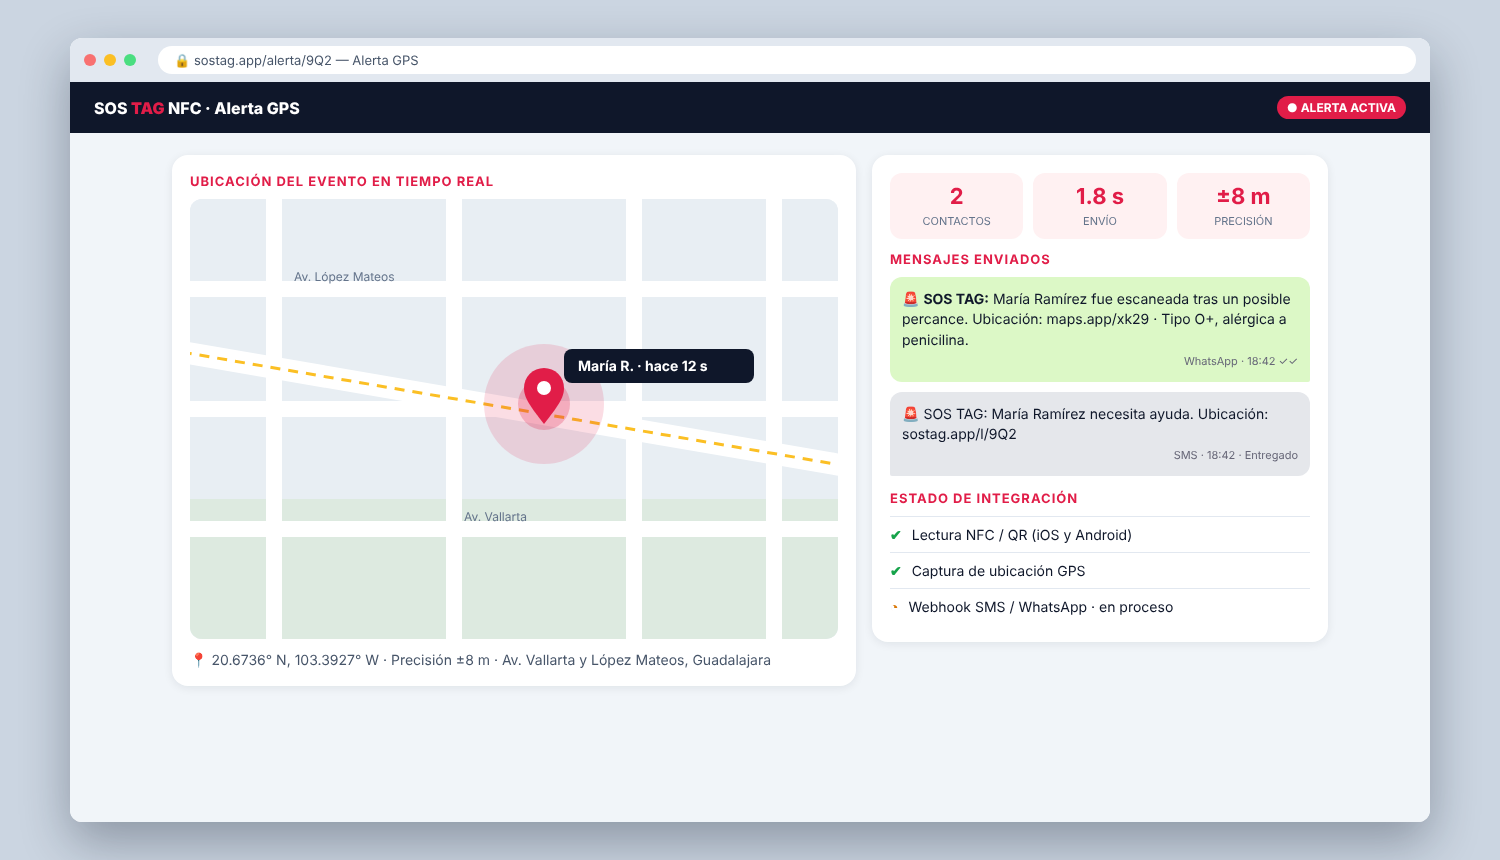 🔒 sostag.app/alerta/9Q2 — Alerta GPS
SOS TAG NFC · Alerta GPS
● ALERTA ACTIVA
UBICACIÓN DEL EVENTO EN TIEMPO REAL
Av. López Mateos
María R. · hace 12 s
Av. Vallarta
📍 20.6736° N, 103.3927° W · Precisión ±8 m · Av. Vallarta y López Mateos, Guadalajara
2
CONTACTOS
1.8 s
ENVÍO
±8 m
PRECISIÓN
MENSAJES ENVIADOS
🚨 SOS TAG: María Ramírez fue escaneada tras un posible
percance. Ubicación: maps.app/xk29 · Tipo O+, alérgica a
penicilina.
WhatsApp · 18:42 ✓✓
🚨 SOS TAG: María Ramírez necesita ayuda. Ubicación:
sostag.app/l/9Q2
SMS · 18:42 · Entregado
ESTADO DE INTEGRACIÓN
✔ Lectura NFC / QR (iOS y Android)
✔ Captura de ubicación GPS
Webhook SMS / WhatsApp · en proceso